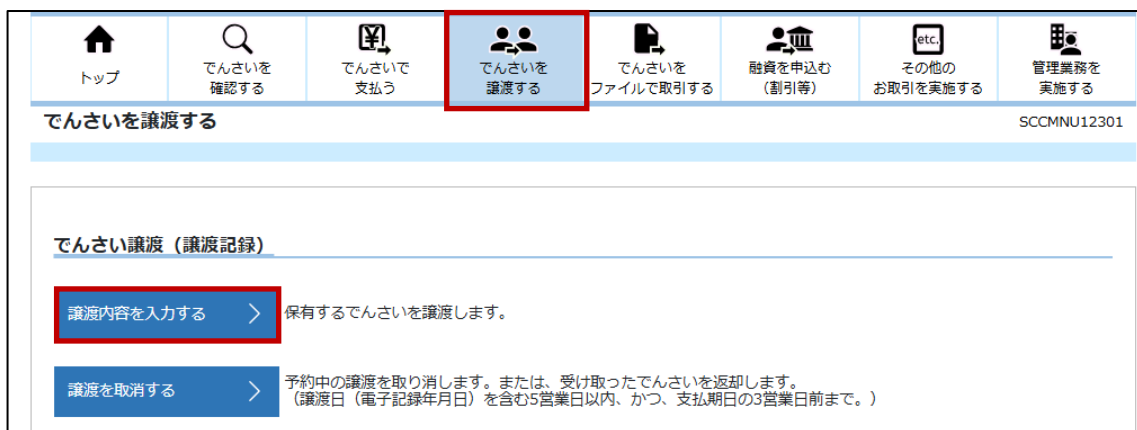 トップ
でんさいを
確認する
でんさいで
支払う
でんさいを
譲渡する
でんさいを
ファイルで取引する
融資を申込む
(割引等)
etc.
その他の
お取引を実施する
管理業務を
実施する
でんさいを譲渡する
SCCMNU12301
でんさい譲渡（譲渡記録）
譲渡内容を入力する
保有するでんさいを譲渡します。
譲渡を取消する
予約中の譲渡を取り消します。または、受け取ったでんさいを返却します。
（譲渡日（電子記録年月日）を含む5営業日以内、かつ、支払期日の3営業日前まで。）